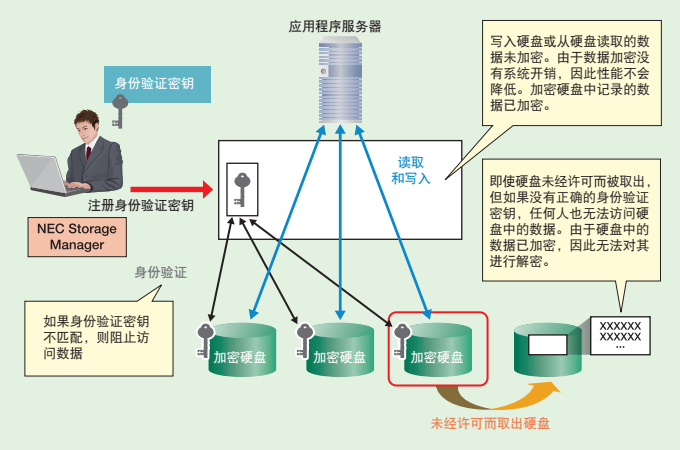 应用程序服务器
写入硬盘或从硬盘读取的数
据未加密。由于数据加密没
有系统开销，因此性能不会
降低。加密硬盘中记录的数
据已加密。
身份验证密钥
读取
和写入
注册身份验证密钥
NEC Storage
Manager
即使硬盘未经许可而被取出，
但如果没有正确的身份验证
密钥，任何人也无法访问硬
盘中的数据。由于硬盘中的
数据已加密，因此无法对其
进行解密。
身份验证
如果身份验证密钥
不匹配，则阻止访
问数据
加密硬盘
加密硬盘
加密硬盘
XXXXXX
XXXXXX
...
未经许可而取出硬盘